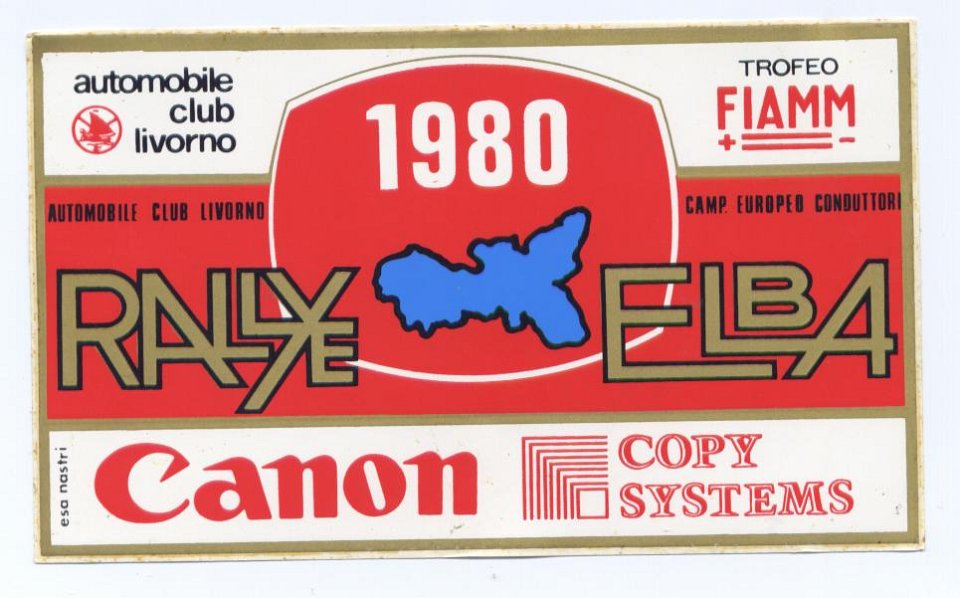 automobile
club
livorno
1980
TROFEO
FIAMM
+ -
AUTOMOBILE CLUB LIVORNO
CAMP. EUROPEO CONDUTTORI
RALLYE ELBA
esa nastri
Canon
COPY
SYSTEMS